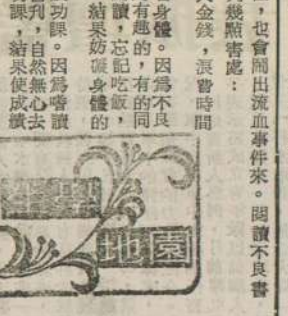 也會鬧出流血事件來。閱讀不良書
幾點害處：
金錢，浪費時間
身體。因爲不良
有趣的，有的同
讀，忘記吃飯，
結果妨礙身體的
功課。因爲嗜讀
刊，自然無心去
課，結果使成績
園地